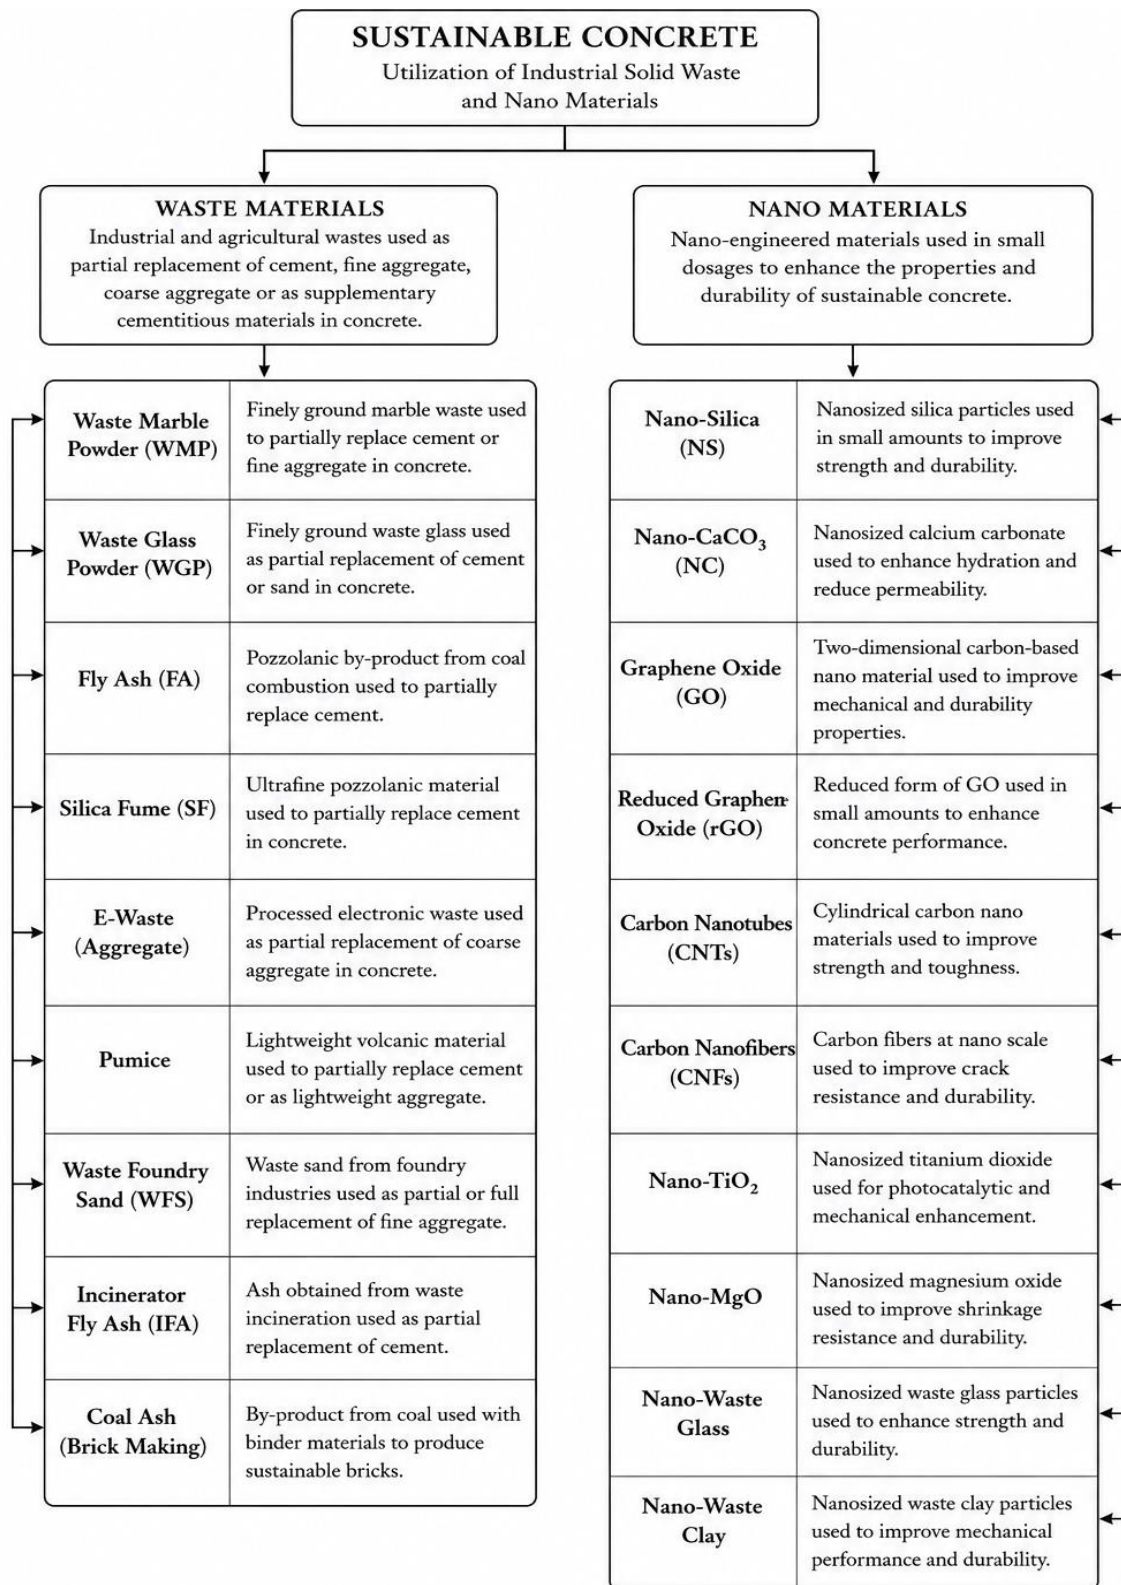 SUSTAINABLE CONCRETE
Utilization of Industrial Solid Waste
and Nano Materials
WASTE MATERIALS
Industrial and agricultural wastes used as
partial replacement of cement, fine aggregate,
coarse aggregate or as supplementary
cementitious materials in concrete.
NANO MATERIALS
Nano-engineered materials used in small
dosages to enhance the properties and
durability of sustainable concrete.
Waste Marble
Powder (WMP)
Finely ground marble waste used
to partially replace cement or
fine aggregate in concrete.
Waste Glass
Powder (WGP)
Finely ground waste glass used
as partial replacement of cement
or sand in concrete.
Fly Ash (FA)
Pozzolanic by-product from coal
combustion used to partially
replace cement.
Silica Fume (SF)
Ultrafine pozzolanic material
used to partially replace cement
in concrete.
E-Waste
(Aggregate)
Processed electronic waste used
as partial replacement of coarse
aggregate in concrete.
Pumice
Lightweight volcanic material
used to partially replace cement
or as lightweight aggregate.
Waste Foundry
Sand (WFS)
Waste sand from foundry
industries used as partial or full
replacement of fine aggregate.
Incinerator
Fly Ash (IFA)
Ash obtained from waste
incineration used as partial
replacement of cement.
Coal Ash
(Brick Making)
By-product from coal used with
binder materials to produce
sustainable bricks.
Nano-Silica
(NS)
Nanosized silica particles used
in small amounts to improve
strength and durability.
Nano-CaCO₃
(NC)
Nanosized calcium carbonate
used to enhance hydration and
reduce permeability.
Graphene Oxide
(GO)
Two-dimensional carbon-based
nano material used to improve
mechanical and durability
properties.
Reduced Graphen-
Oxide (rGO)
Reduced form of GO used in
small amounts to enhance
concrete performance.
Carbon Nanotubes
(CNTs)
Cylindrical carbon nano
materials used to improve
strength and toughness.
Carbon Nanofibers
(CNFs)
Carbon fibers at nano scale
used to improve crack
resistance and durability.
Nano-TiO₂
Nanosized titanium dioxide
used for photocatalytic and
mechanical enhancement.
Nano-MgO
Nanosized magnesium oxide
used to improve shrinkage
resistance and durability.
Nano-Waste
Glass
Nanosized waste glass particles
used to enhance strength and
durability.
Nano-Waste
Clay
Nanosized waste clay particles
used to improve mechanical
performance and durability.